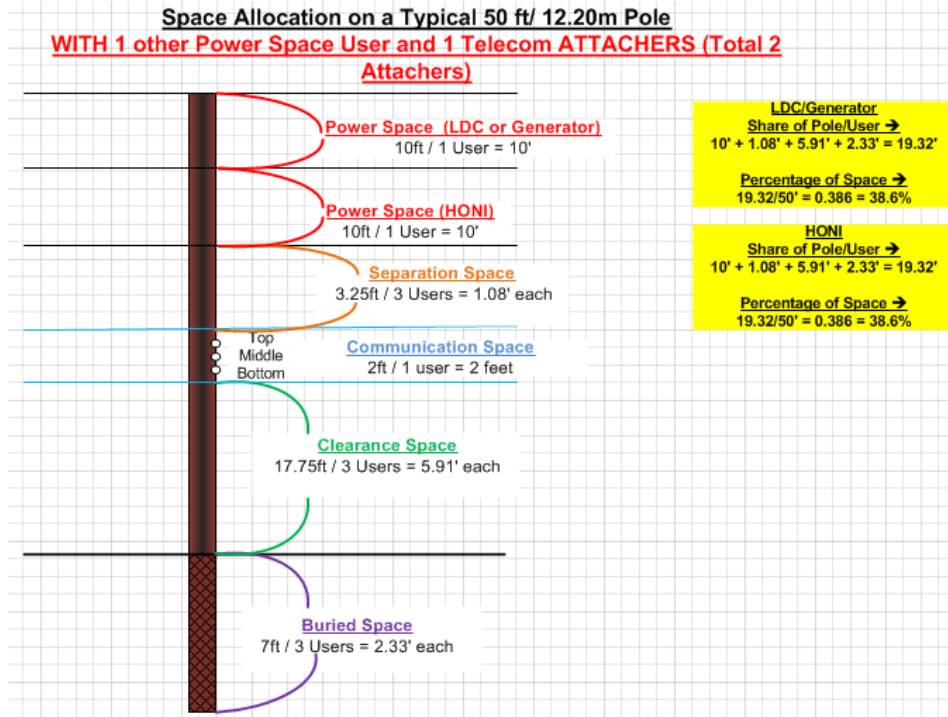 Space Allocation on a Typical 50 ft/ 12.20m Pole
WITH 1 other Power Space User and 1 Telecom ATTACHERS (Total 2
Attachers)
Power Space (LDC or Generator)
10ft / 1 User = 10'
Power Space (HONI)
10ft / 1 User = 10'
Separation Space
3.25ft / 3 Users = 1.08' each
Top
Middle
Bottom
Communication Space
2ft / 1 user = 2 feet
Clearance Space
17.75ft / 3 Users = 5.91' each
Buried Space
7ft / 3 Users = 2.33' each
LDC/Generator
Share of Pole/User →
10' + 1.08' + 5.91' + 2.33' = 19.32'
Percentage of Space →
19.32/50' = 0.386 = 38.6%
HONI
Share of Pole/User →
10' + 1.08' + 5.91' + 2.33' = 19.32'
Percentage of Space →
19.32/50' = 0.386 = 38.6%